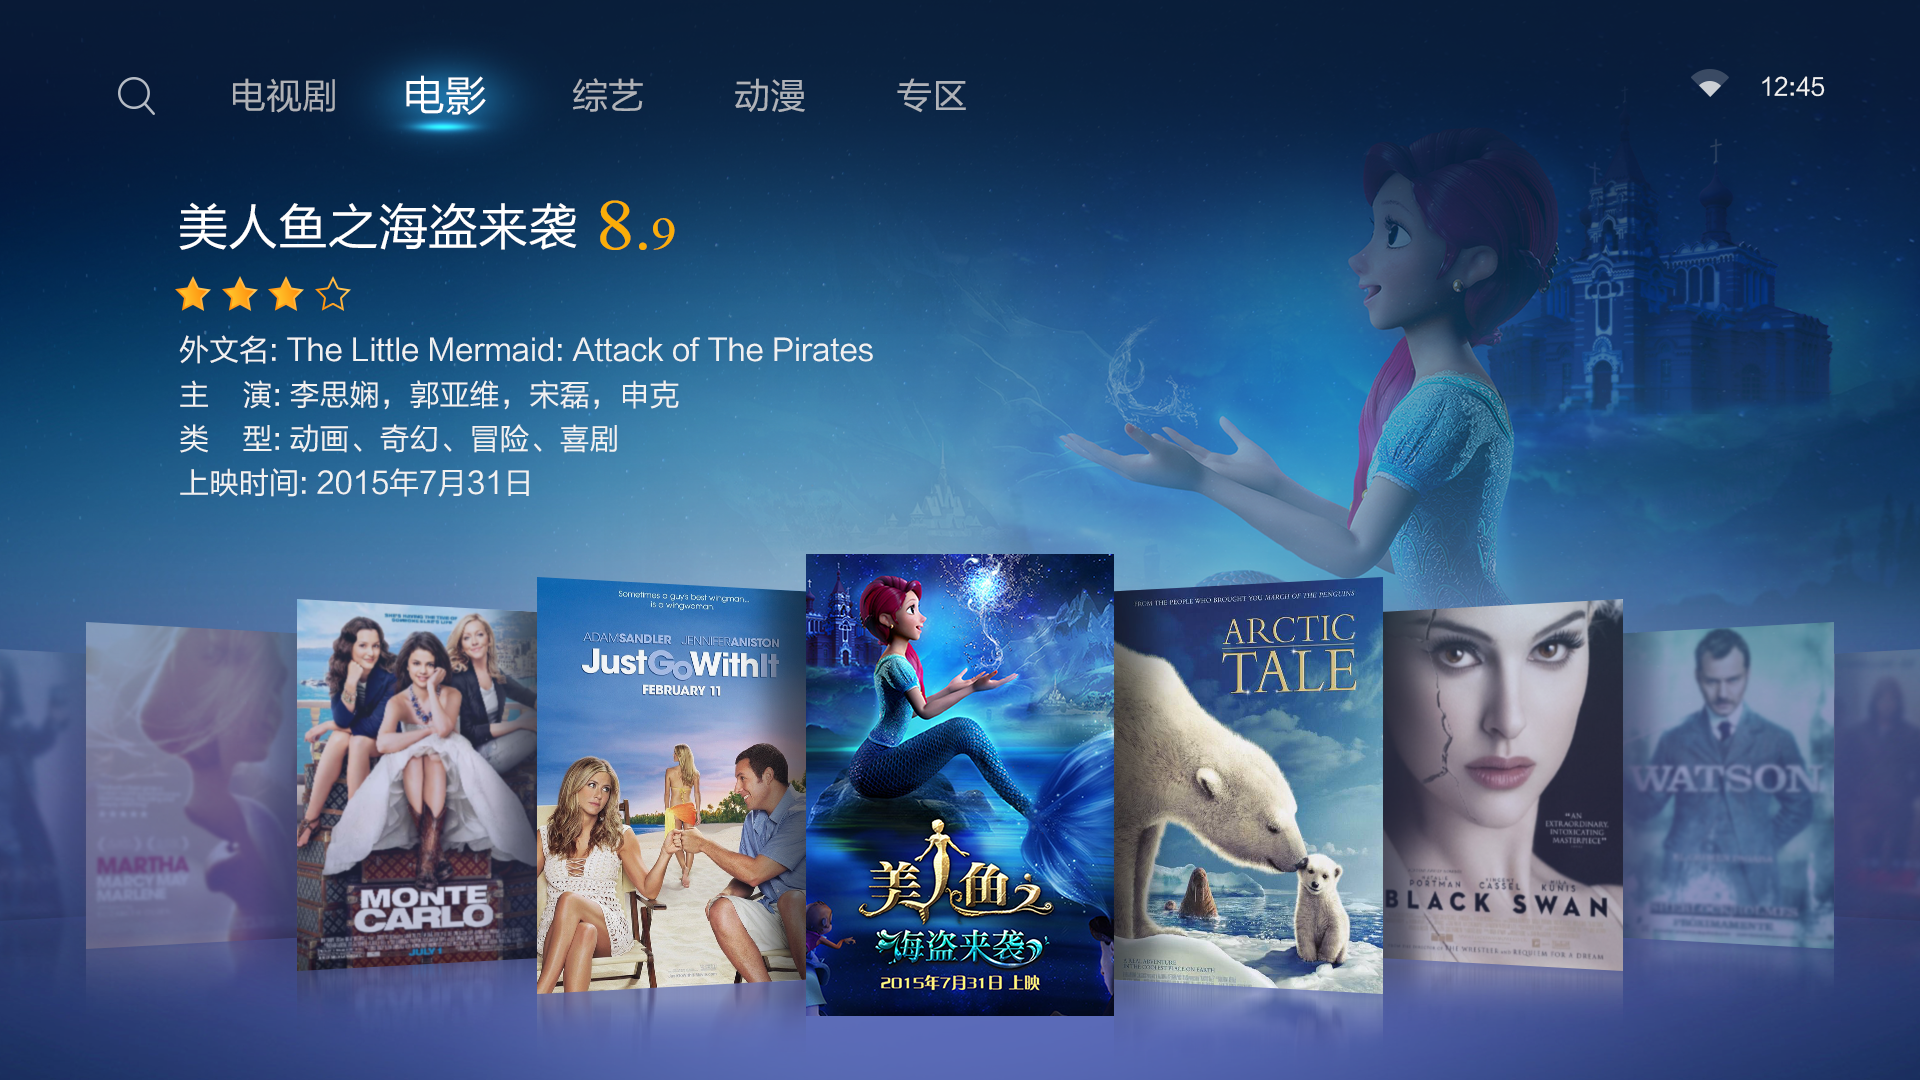 电视剧 电影 综艺 动漫 专区
12:45
美人鱼之海盗来袭 8.9
外文名: The Little Mermaid: Attack of The Pirates
主 演: 李思娴，郭亚维，宋磊，申克
类 型: 动画、奇幻、冒险、喜剧
上映时间: 2015年7月31日
MARTHA
MARCY MAY
MARLENE
MONTE
CARLO
JULY 1
Sometimes a guy's best wingman...
is a wingwoman.
ADAM SANDLER JENNIFER ANISTON
Just Go With It
FEBRUARY 11
美人鱼之
海盗来袭
2015年7月31日 上映
FROM THE PEOPLE WHO BROUGHT YOU MARCH OF THE PENGUINS
ARCTIC
TALE
"AN
EXTRAORDINARY,
INTOXICATING
MASTERPIECE"
PORTMAN CASSEL KUNIS
BLACK SWAN
WATSON